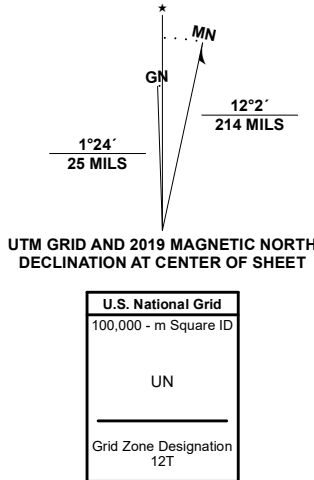 MN
GN
12°2´
214 MILS
1°24´
25 MILS
UTM GRID AND 2019 MAGNETIC NORTH
DECLINATION AT CENTER OF SHEET
U.S. National Grid
100,000 - m Square ID
UN
Grid Zone Designation
12T